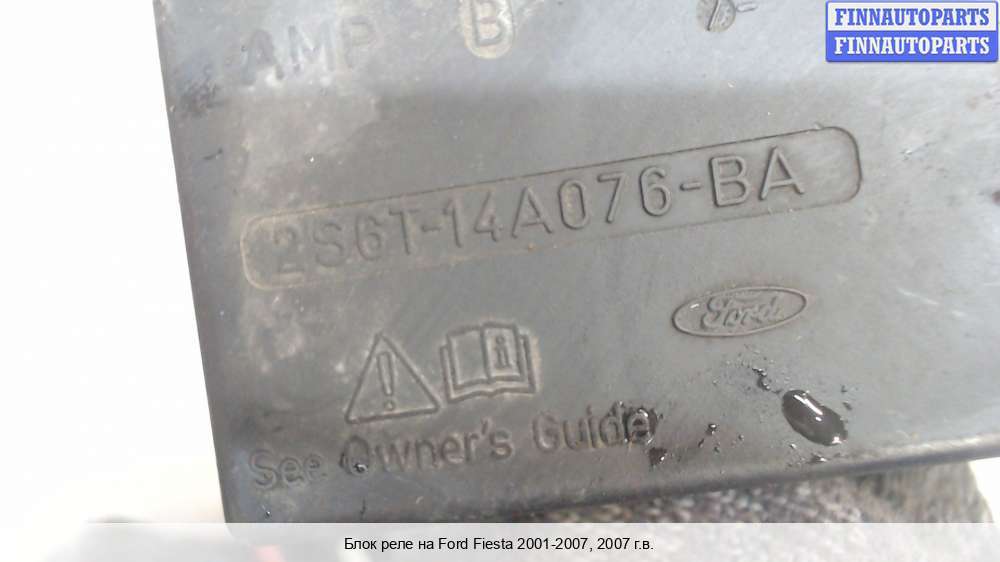 FINNAUTOPARTS
FINNAUTOPARTS
AMP B
2S6T-14A076-BA
Ford
See Owner's Guide
Блок реле на Ford Fiesta 2001-2007, 2007 г.в.